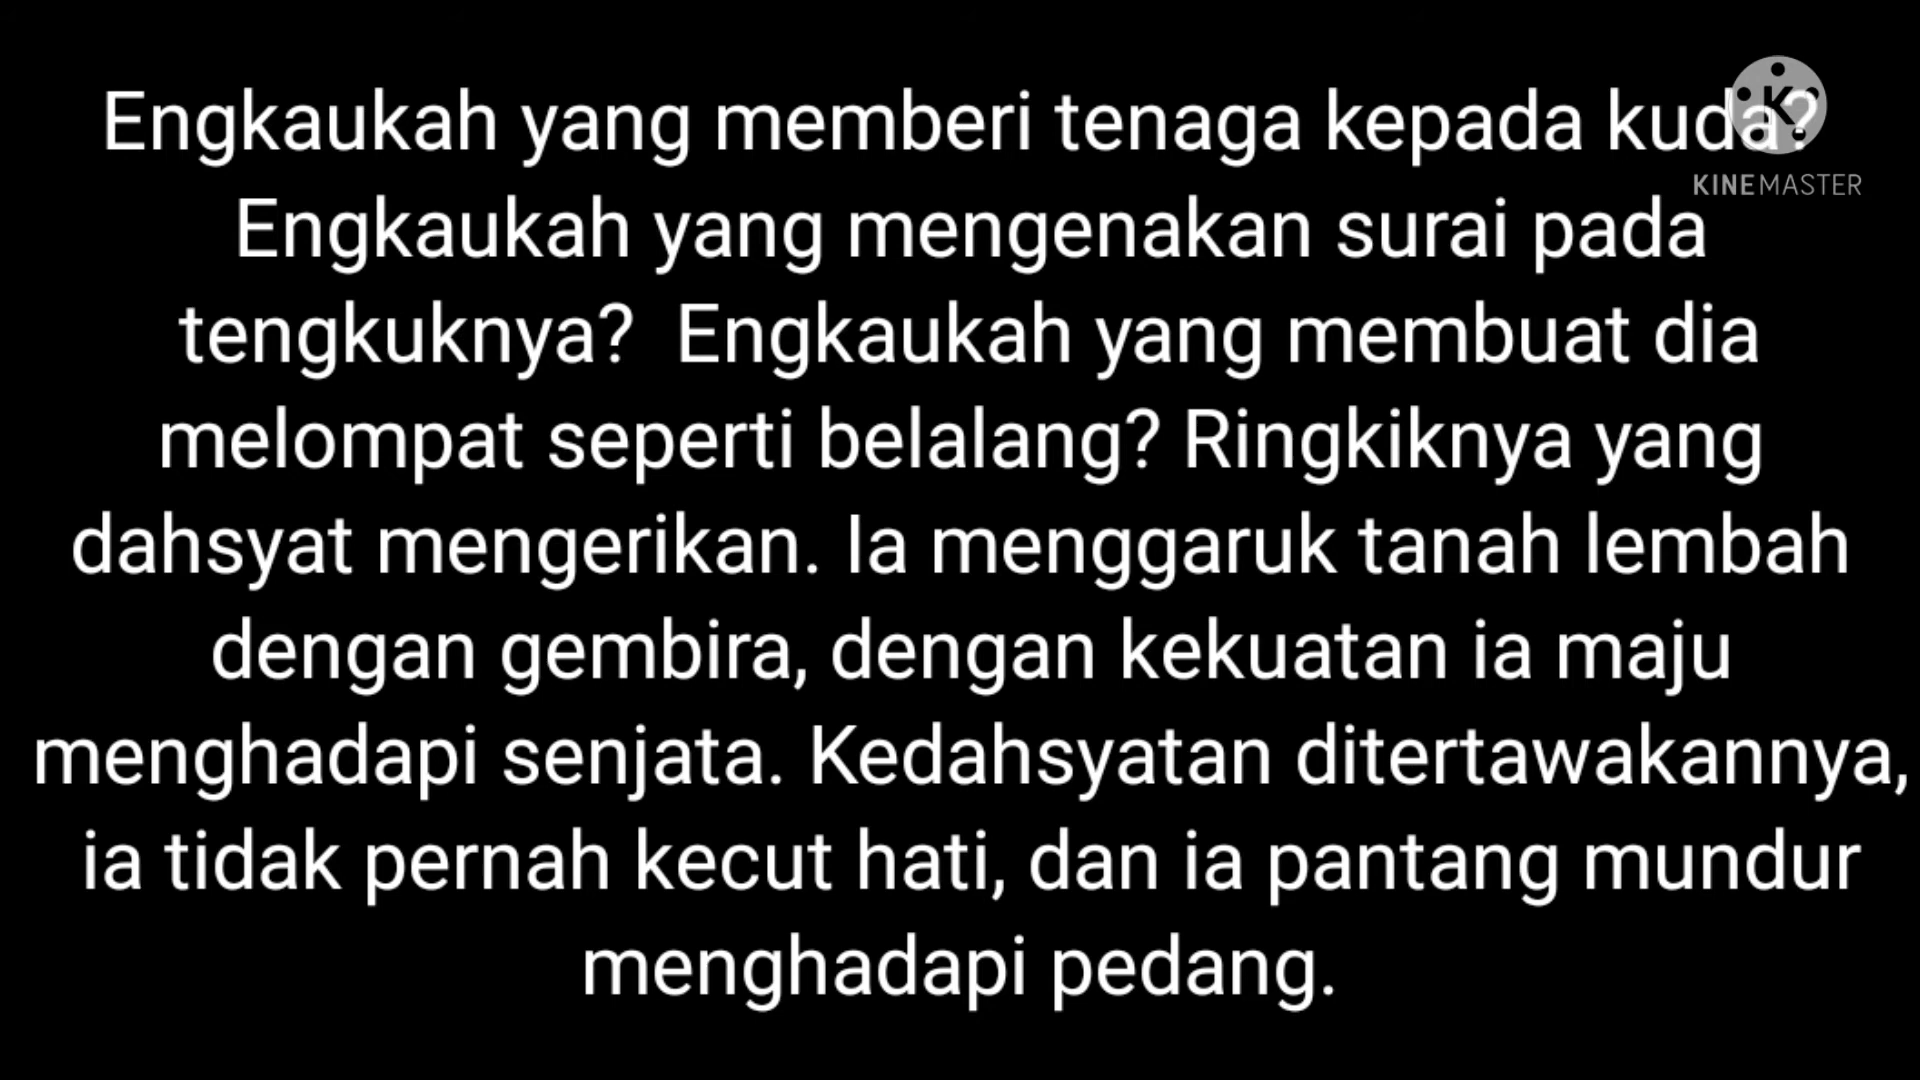 Engkaukah yang memberi tenaga kepada kuda?
KINEMASTER
Engkaukah yang mengenakan surai pada
tengkuknya?  Engkaukah yang membuat dia
melompat seperti belalang? Ringkiknya yang
dahsyat mengerikan. Ia menggaruk tanah lembah
dengan gembira, dengan kekuatan ia maju
menghadapi senjata. Kedahsyatan ditertawakannya,
ia tidak pernah kecut hati, dan ia pantang mundur
menghadapi pedang.